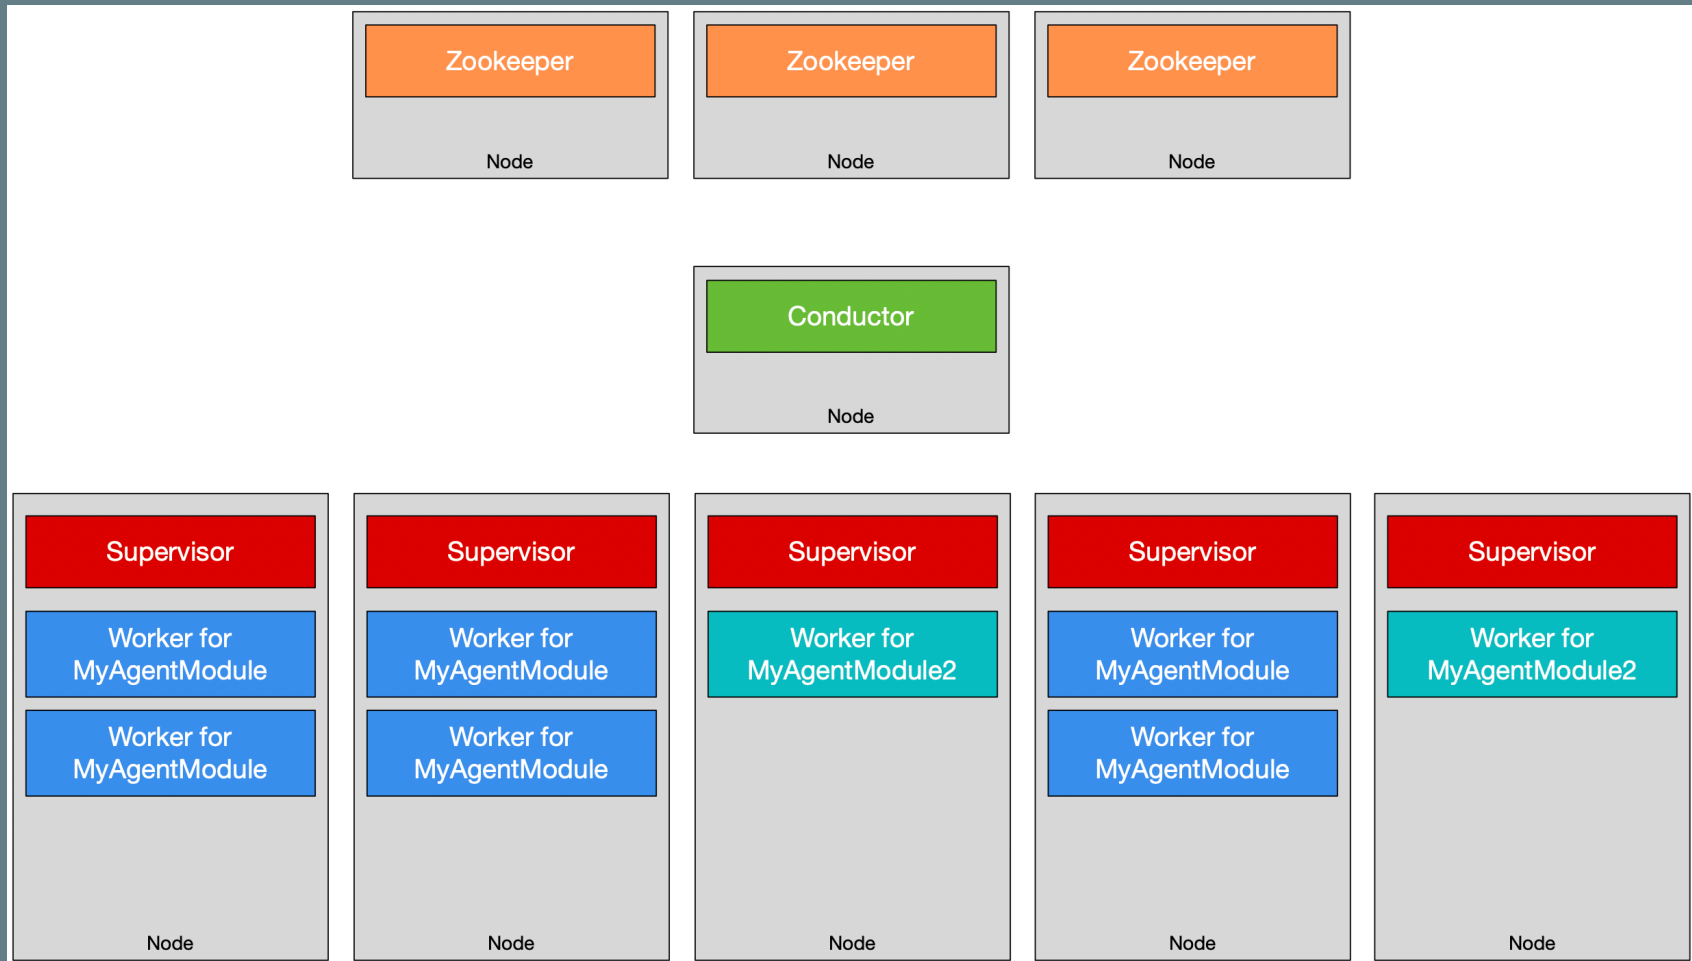 Zookeeper
Node
Zookeeper
Node
Zookeeper
Node
Conductor
Node
Supervisor
Worker for
MyAgentModule
Worker for
MyAgentModule
Node
Supervisor
Worker for
MyAgentModule
Worker for
MyAgentModule
Node
Supervisor
Worker for
MyAgentModule2
Node
Supervisor
Worker for
MyAgentModule
Worker for
MyAgentModule
Node
Supervisor
Worker for
MyAgentModule2
Node